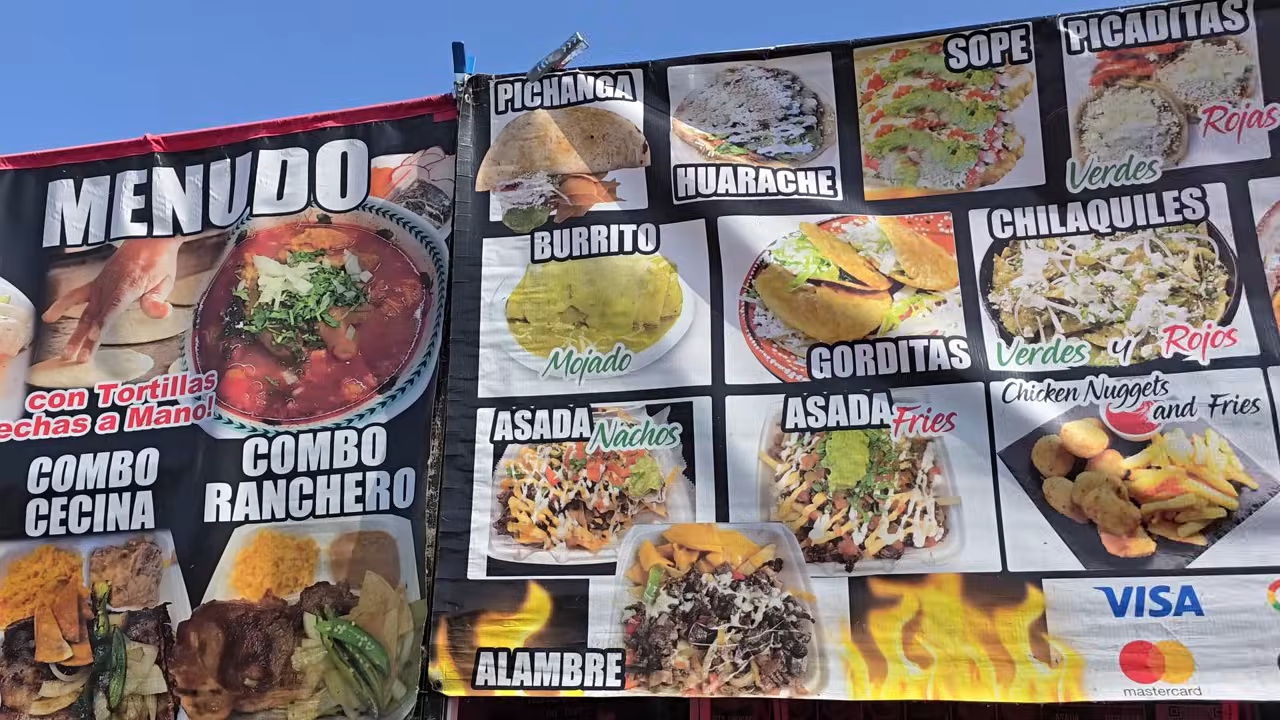 MENUDO
con Tortillas
echas a Mano!
COMBO
CECINA
COMBO
RANCHERO
PICHANGA
HUARACHE
SOPE
PICADITAS
Rojas
Verdes
BURRITO
Mojado
GORDITAS
CHILAQUILES
Verdes y Rojos
ASADA
Nachos
ASADA
Fries
Chicken Nuggets
and Fries
ALAMBRE
VISA
mastercard